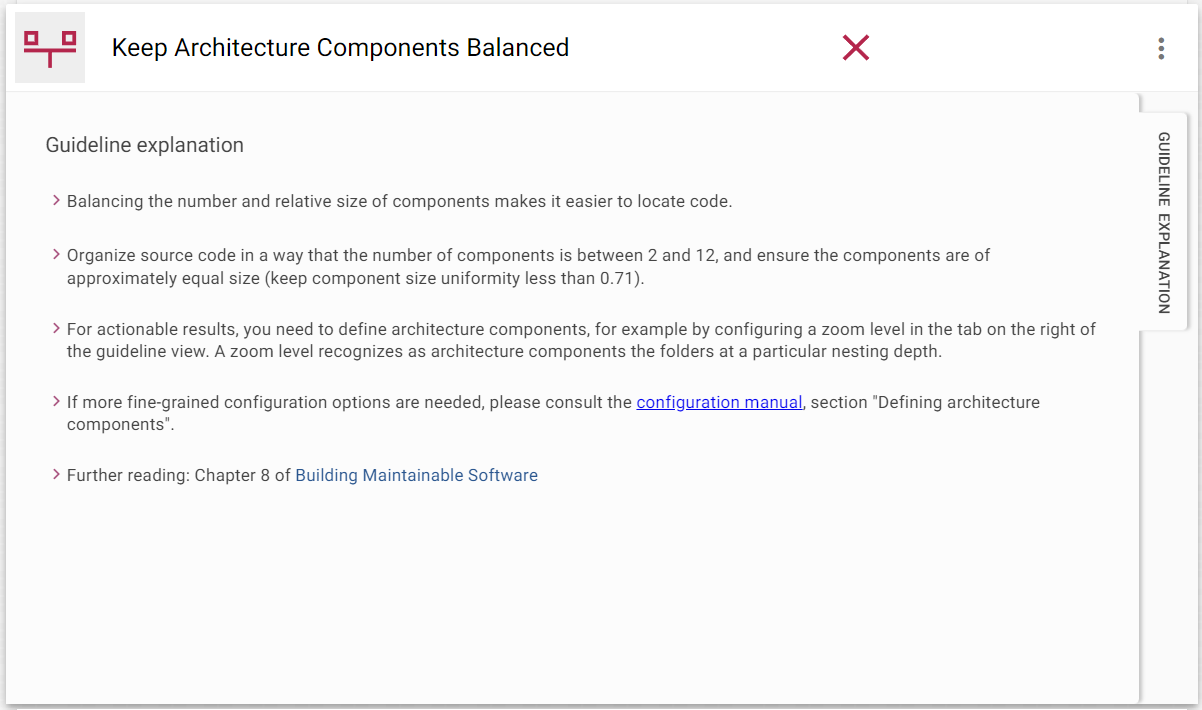 Keep Architecture Components Balanced
Guideline explanation
Balancing the number and relative size of components makes it easier to locate code.
Organize source code in a way that the number of components is between 2 and 12, and ensure the components are of
approximately equal size (keep component size uniformity less than 0.71).
For actionable results, you need to define architecture components, for example by configuring a zoom level in the tab on the right of
the guideline view. A zoom level recognizes as architecture components the folders at a particular nesting depth.
If more fine-grained configuration options are needed, please consult the configuration manual, section "Defining architecture
components".
Further reading: Chapter 8 of Building Maintainable Software
GUIDELINE EXPLANATION